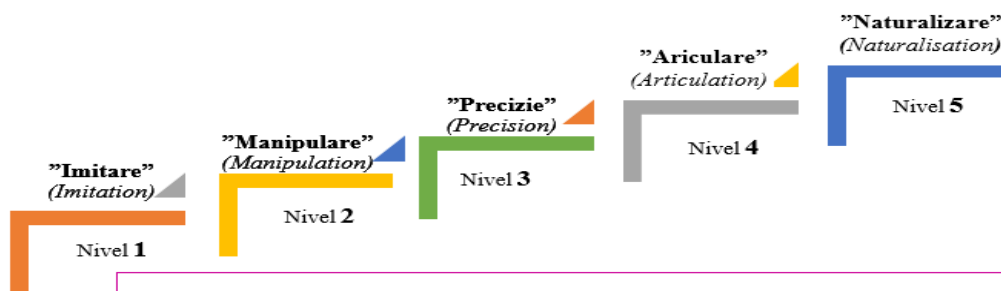 ”Imitare”
(Imitation)
Nivel 1
”Manipulare”
(Manipulation)
Nivel 2
”Precizie”
(Precision)
Nivel 3
”Ariculare”
(Articulation)
Nivel 4
”Naturalizare”
(Naturalisation)
Nivel 5